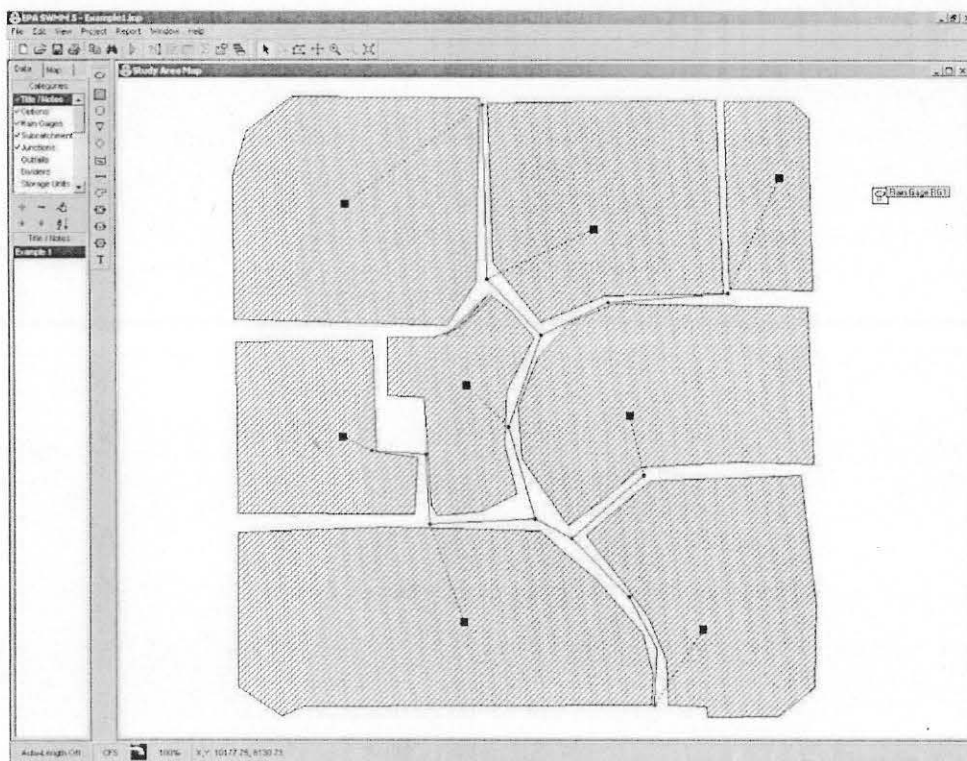 EPA SWMM 5 - Example1.inp
File Edit View Project Report Window Help
Data Map
Categories
Title / Notes
Options
Rain Gages
Subcatchment
Junctions
Outfalls
Dividers
Storage Units
Title / Notes
Example 1
Study Area Map
Rain Gage RG1
T
Auto-Length: Off CFS 100% X,Y: